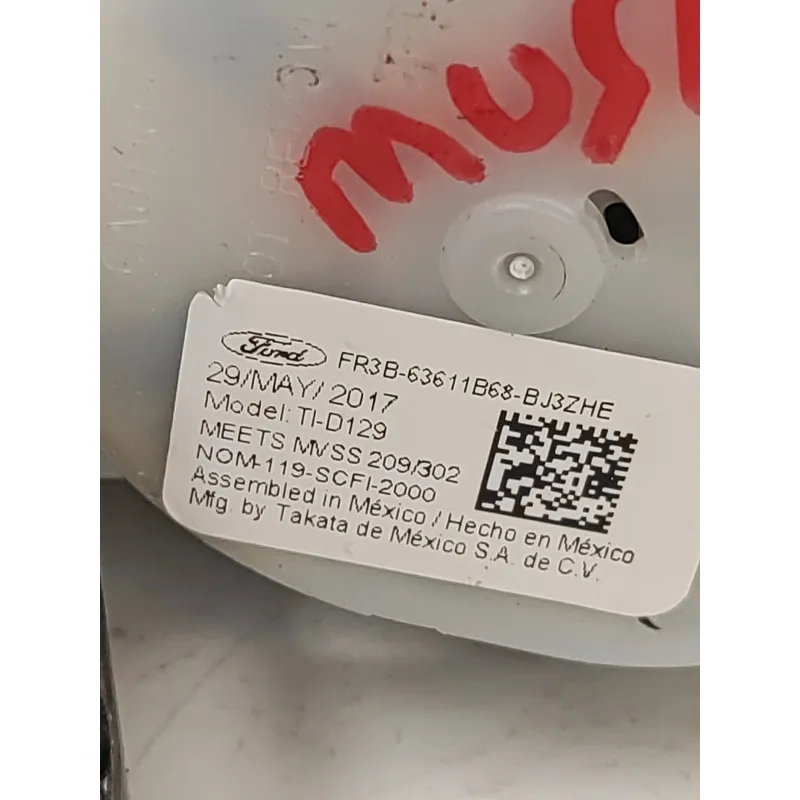 MUS
Ford FR3B-63611B68-BJ3ZHE
29/MAY/2017
Model: TI-D129
MEETS MVSS 209/302
NOM-119-SCFI-2000
Assembled in México / Hecho en México
Mfg. by Takata de México S.A. de C.V.